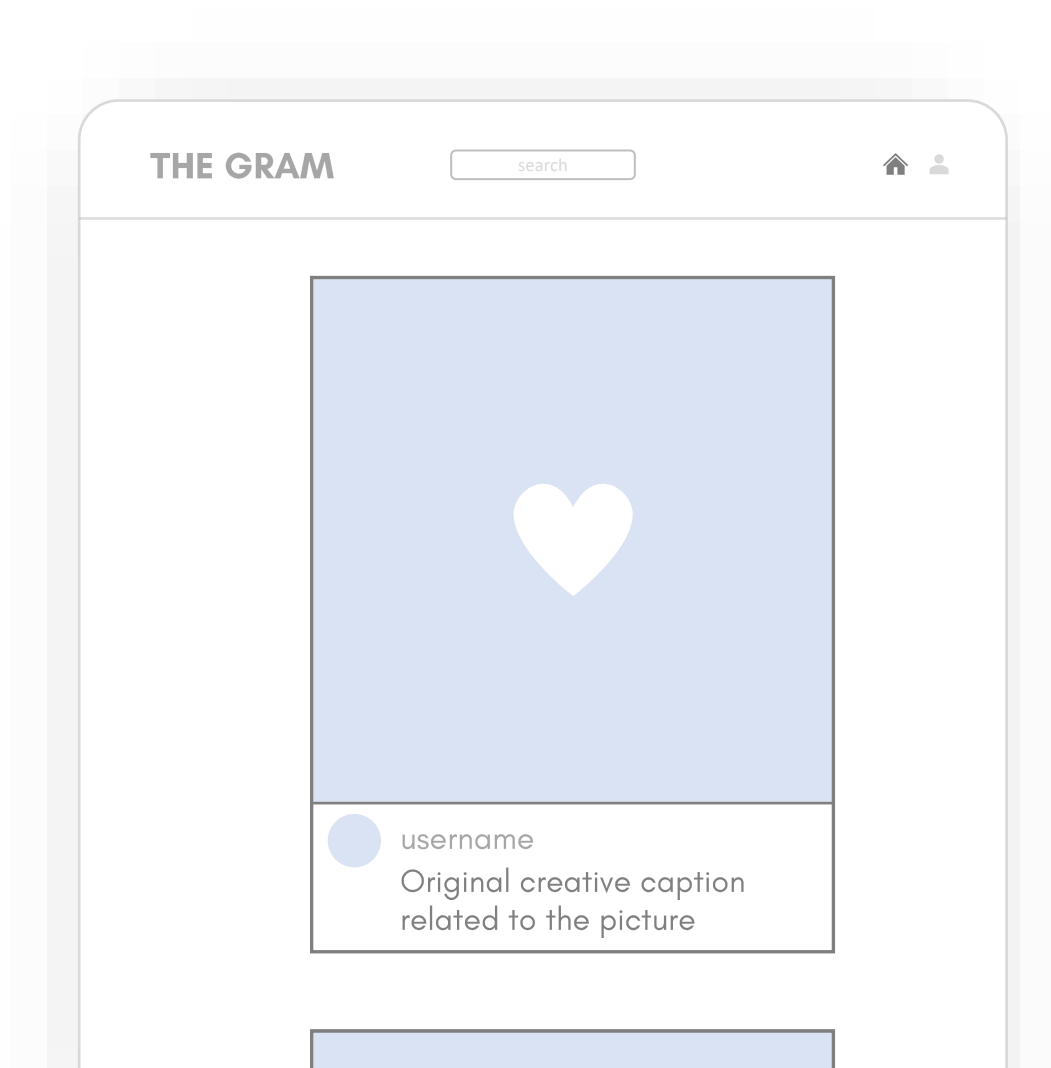 THE GRAM
search
username
Original creative caption
related to the picture